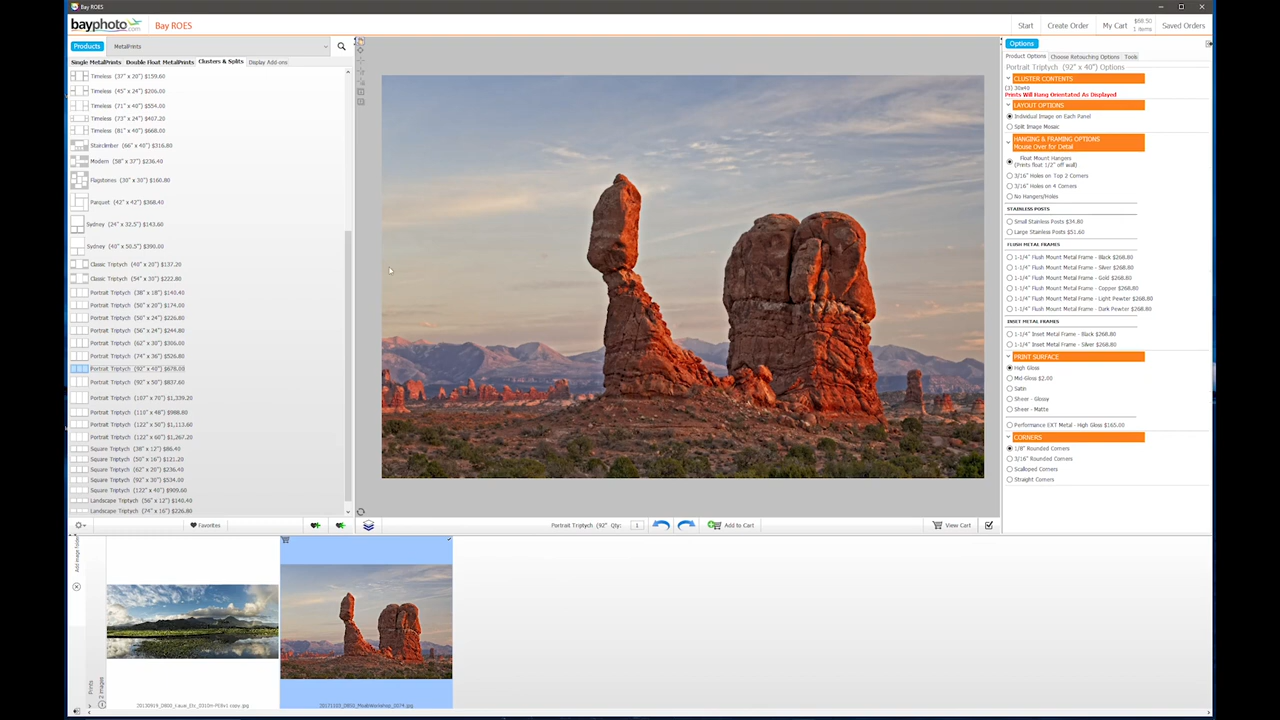 Bay ROES
bayphoto.com
Bay ROES
Start
Create Order
My Cart
$68.50
1 items
Saved Orders
Products
MetalPrints
Single MetalPrints
Double Float MetalPrints
Clusters & Splits
Display Add-ons
Timeless (37" x 20") $159.60
Timeless (45" x 24") $206.00
Timeless (71" x 40") $554.00
Timeless (73" x 24") $407.20
Timeless (81" x 40") $668.00
Stairclimber (66" x 40") $316.80
Modern (58" x 37") $236.40
Flagstones (30" x 30") $160.80
Parquet (42" x 42") $368.40
Sydney (24" x 32.5") $143.60
Sydney (40" x 50.5") $390.00
Classic Triptych (40" x 20") $137.20
Classic Triptych (54" x 30") $222.80
Portrait Triptych (38" x 18") $140.40
Portrait Triptych (50" x 20") $174.00
Portrait Triptych (50" x 24") $226.80
Portrait Triptych (56" x 24") $244.80
Portrait Triptych (62" x 30") $306.00
Portrait Triptych (74" x 36") $526.80
Portrait Triptych (92" x 40") $678.00
Portrait Triptych (92" x 50") $837.60
Portrait Triptych (107" x 70") $1,339.20
Portrait Triptych (110" x 48") $988.80
Portrait Triptych (122" x 50") $1,113.60
Portrait Triptych (122" x 60") $1,267.20
Square Triptych (38" x 12") $86.40
Square Triptych (50" x 16") $121.20
Square Triptych (62" x 20") $236.40
Square Triptych (92" x 30") $534.00
Square Triptych (122" x 40") $909.60
Landscape Triptych (56" x 12") $140.40
Landscape Triptych (74" x 16") $226.80
Favorites
Portrait Triptych (92" Qty: 1
Add to Cart
View Cart
Options
Product Options
Choose Retouching Options
Tools
Portrait Triptych (92" x 40") Options
CLUSTER CONTENTS
(3) 30x40
Prints Will Hang Orientated As Displayed
LAYOUT OPTIONS
Individual Image on Each Panel
Split Image Mosaic
HANGING & FRAMING OPTIONS
Mouse Over for Detail
Float Mount Hangers
(Prints float 1/2" off wall)
3/16" Holes on Top 2 Corners
3/16" Holes on 4 Corners
No Hangers/Holes
STAINLESS POSTS
Small Stainless Posts $34.80
Large Stainless Posts $51.60
FLUSH METAL FRAMES
1-1/4" Flush Mount Metal Frame - Black $268.80
1-1/4" Flush Mount Metal Frame - Silver $268.80
1-1/4" Flush Mount Metal Frame - Gold $268.80
1-1/4" Flush Mount Metal Frame - Copper $268.80
1-1/4" Flush Mount Metal Frame - Light Pewter $268.80
1-1/4" Flush Mount Metal Frame - Dark Pewter $268.80
INSET METAL FRAMES
1-1/4" Inset Metal Frame - Black $268.80
1-1/4" Inset Metal Frame - Silver $268.80
PRINT SURFACE
High Gloss
Mid-Gloss $2.00
Satin
Sheer - Glossy
Sheer - Matte
Performance EXT Metal - High Gloss $165.00
CORNERS
1/8" Rounded Corners
3/16" Rounded Corners
Scalloped Corners
Straight Corners
Add image folder
Prints
2 images